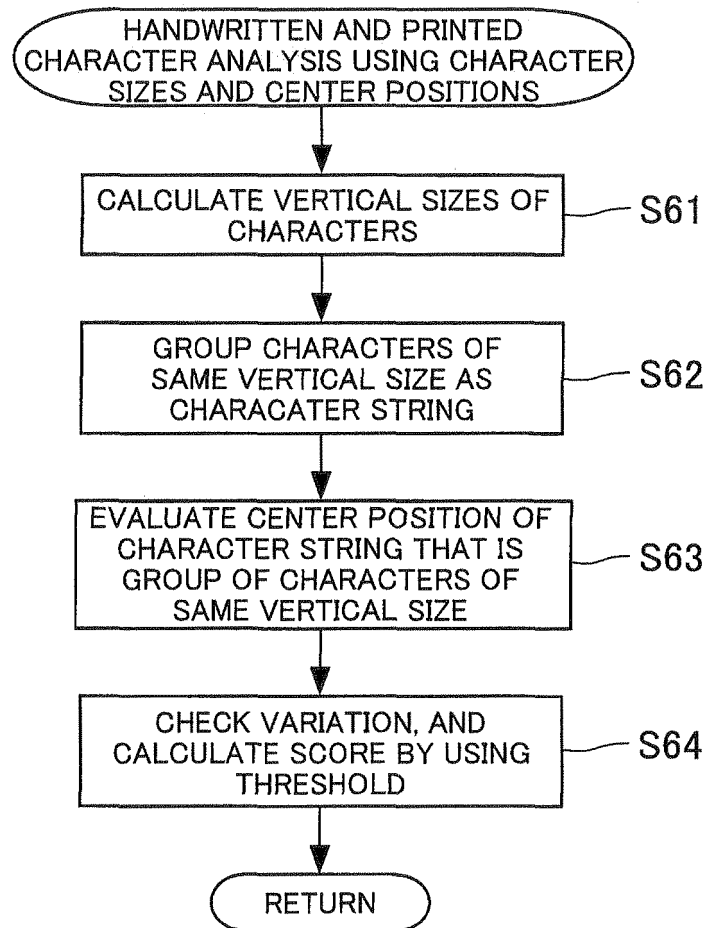 HANDWRITTEN AND PRINTED
CHARACTER ANALYSIS USING CHARACTER
SIZES AND CENTER POSITIONS
CALCULATE VERTICAL SIZES OF
CHARACTERS
S61
GROUP CHARACTERS OF
SAME VERTICAL SIZE AS
CHARACATER STRING
S62
EVALUATE CENTER POSITION OF
CHARACTER STRING THAT IS
GROUP OF CHARACTERS OF
SAME VERTICAL SIZE
S63
CHECK VARIATION, AND
CALCULATE SCORE BY USING
THRESHOLD
S64
RETURN